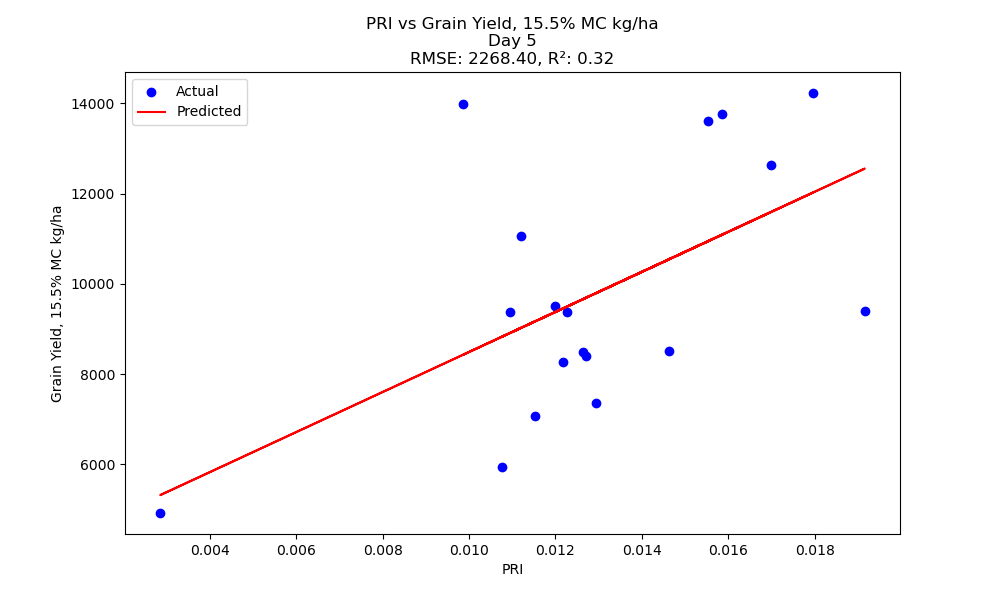 PRI vs Grain Yield, 15.5% MC kg/ha
Day 5
RMSE: 2268.40, R²: 0.32
Actual
Predicted
14000
12000
10000
8000
6000
Grain Yield, 15.5% MC kg/ha
0.004 0.006 0.008 0.010 0.012 0.014 0.016 0.018
PRI